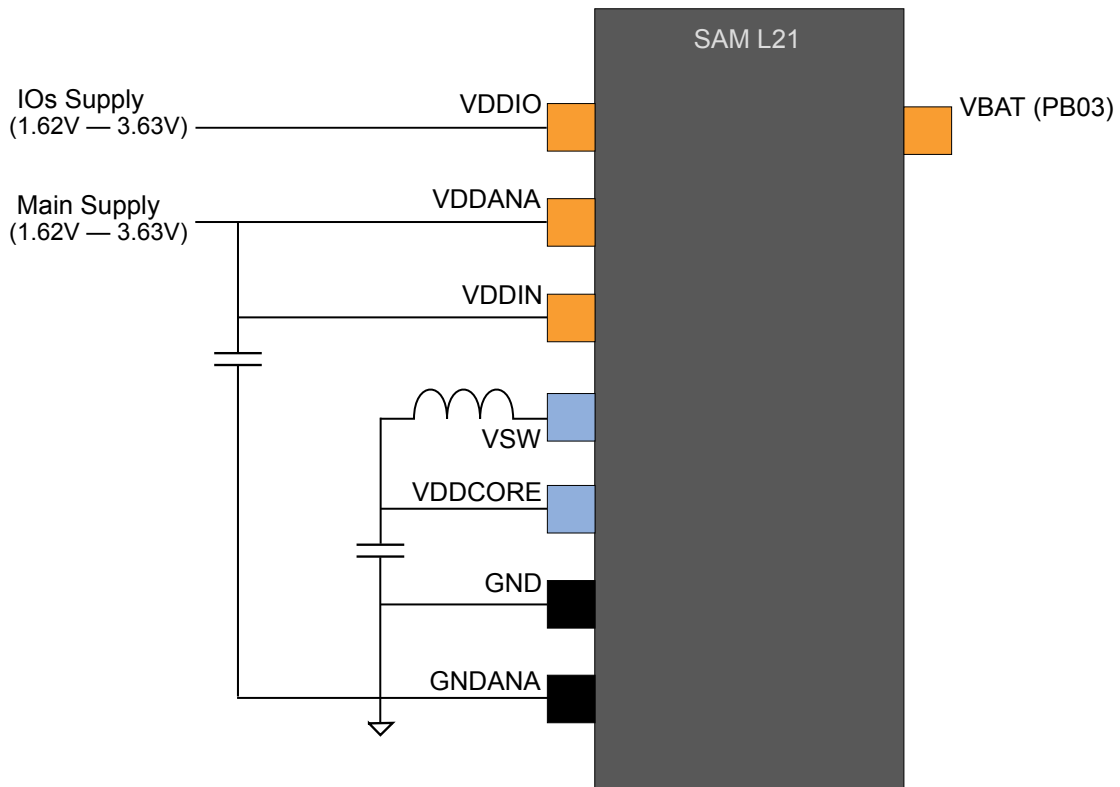 SAM L21
IOs Supply
(1.62V — 3.63V)
VDDIO
VBAT (PB03)
Main Supply
(1.62V — 3.63V)
VDDANA
VDDIN
VSW
VDDCORE
GND
GNDANA